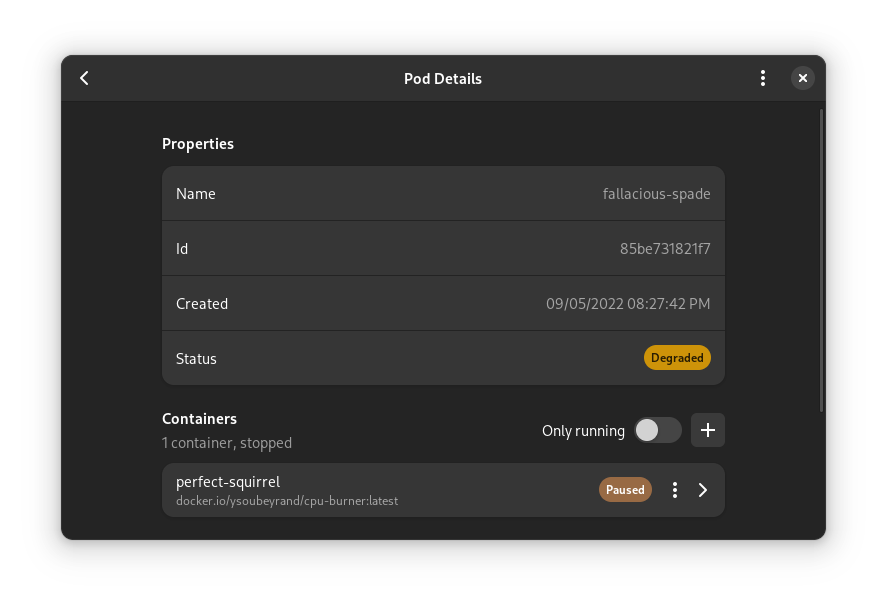 Pod Details
Properties
Name fallacious-spade
Id 85be731821f7
Created 09/05/2022 08:27:42 PM
Status Degraded
Containers
1 container, stopped
Only running
perfect-squirrel
docker.io/ysoubeyrand/cpu-burner:latest
Paused